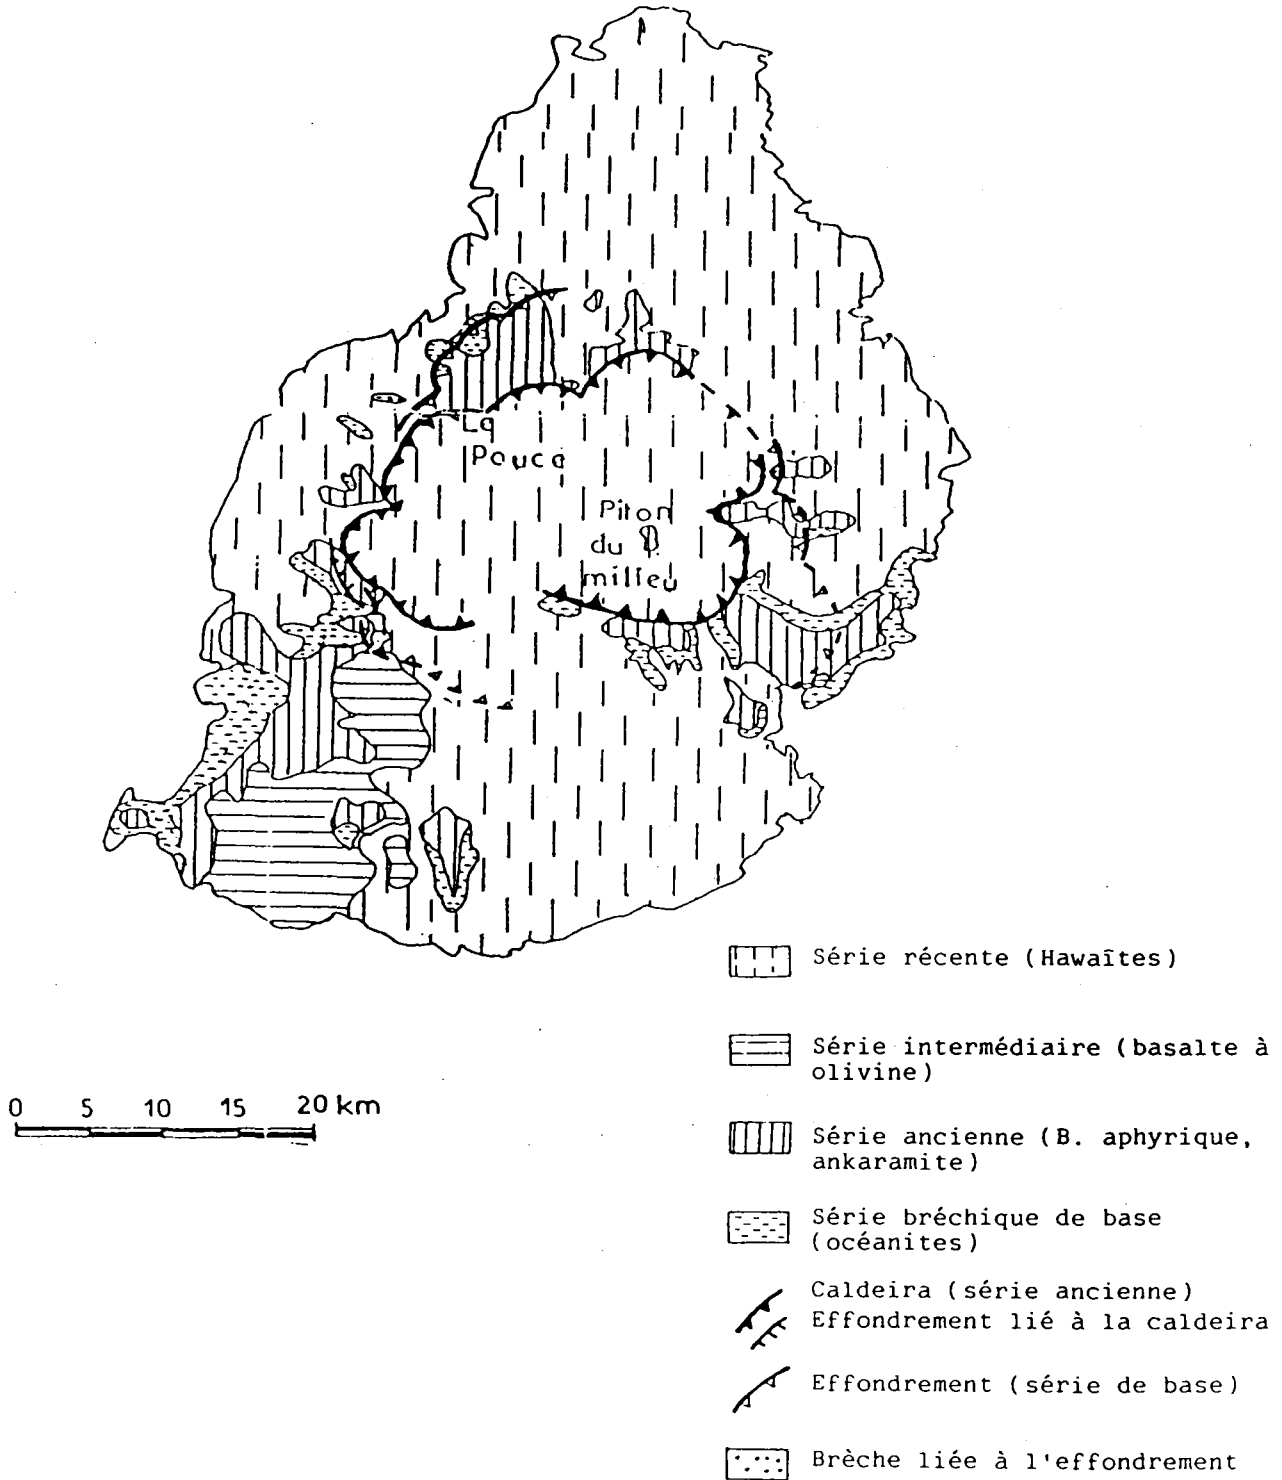 Le
Pouce
Piton
du
milieu
Série récente (Hawaîtes)
Série intermédiaire (basalte à
olivine)
0 5 10 15 20 km
Série ancienne (B. aphyrique,
ankaramite)
Série bréchique de base
(océanites)
Caldeira (série ancienne)
Effondrement lié à la caldeira
Effondrement (série de base)
Brèche liée à l'effondrement